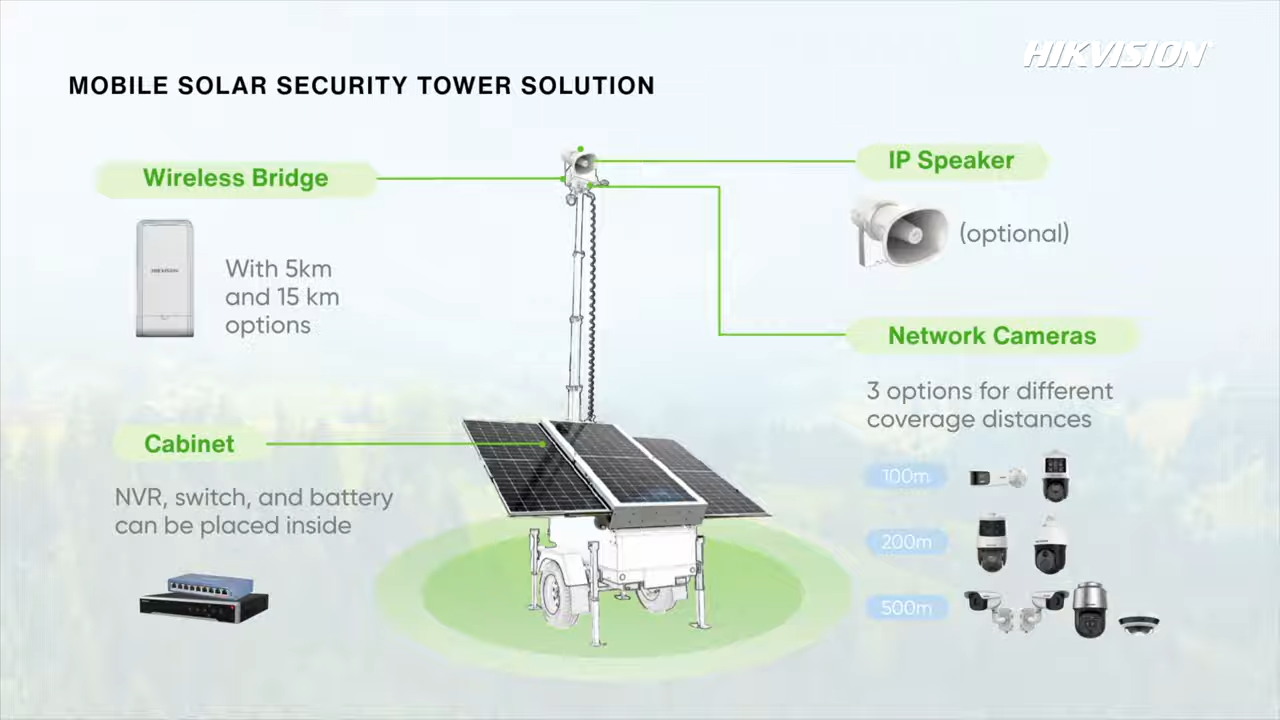 HIKVISION
MOBILE SOLAR SECURITY TOWER SOLUTION
Wireless Bridge
HIKVISION
With 5km
and 15 km
options
IP Speaker
(optional)
Network Cameras
3 options for different
coverage distances
100m
200m
500m
Cabinet
NVR, switch, and battery
can be placed inside